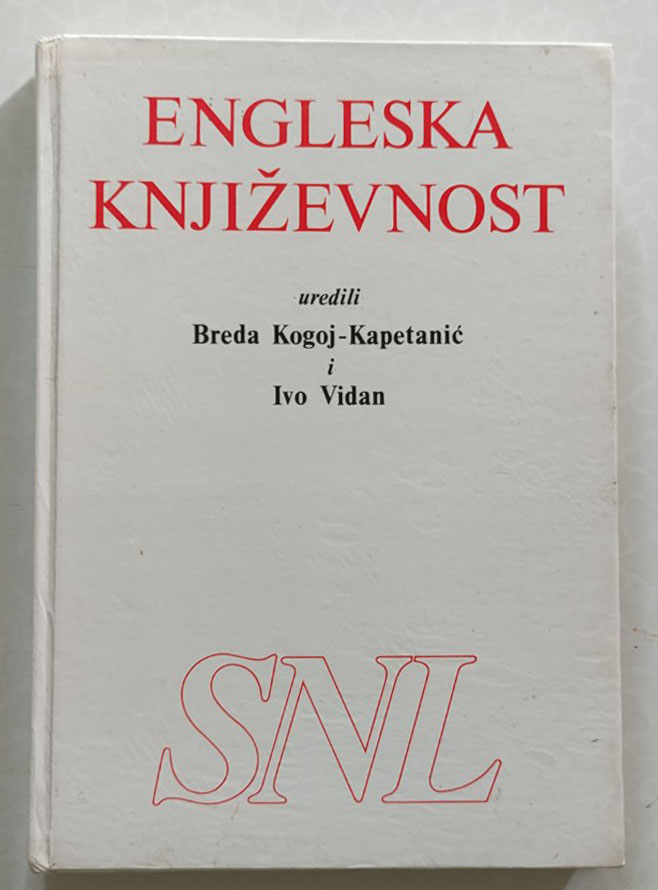 ENGLESKA
KNJIŽEVNOST
uredili
Breda Kogoj-Kapetanić
i
Ivo Vidan
SNL